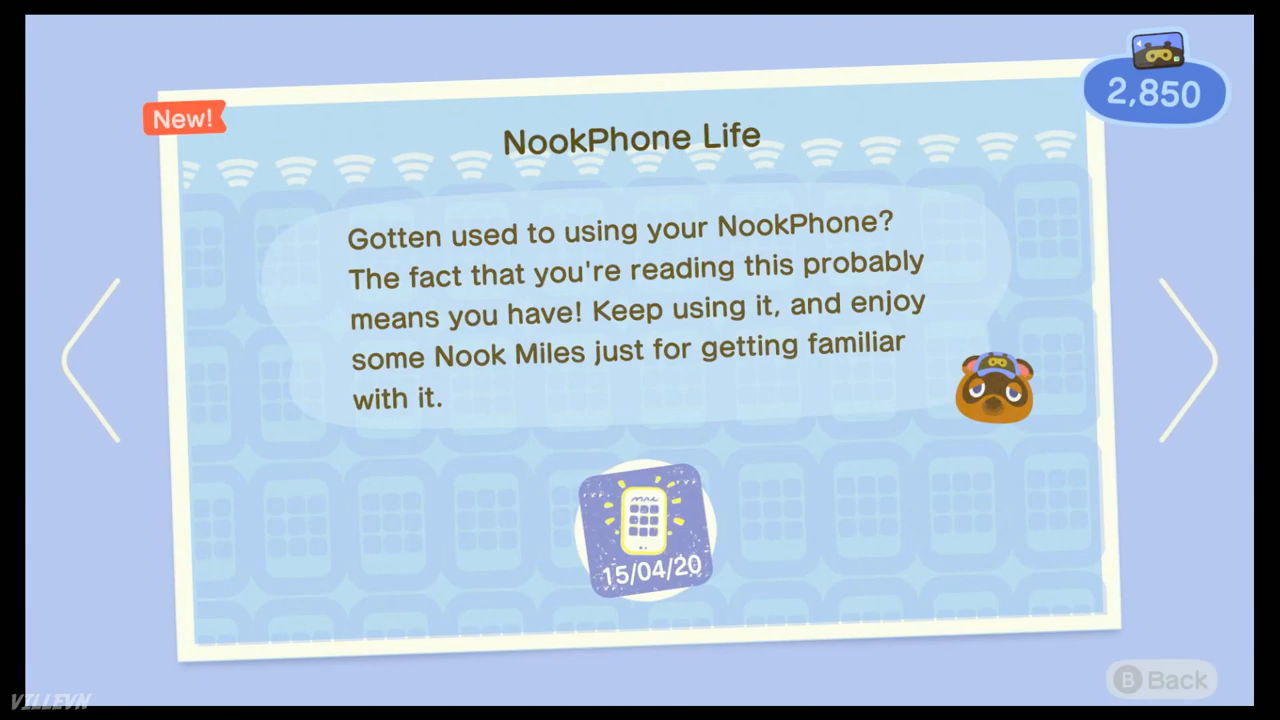 2,850
New!
NookPhone Life
Gotten used to using your NookPhone?
The fact that you're reading this probably
means you have! Keep using it, and enjoy
some Nook Miles just for getting familiar
with it.
15/04/20
B Back
VILLEVN